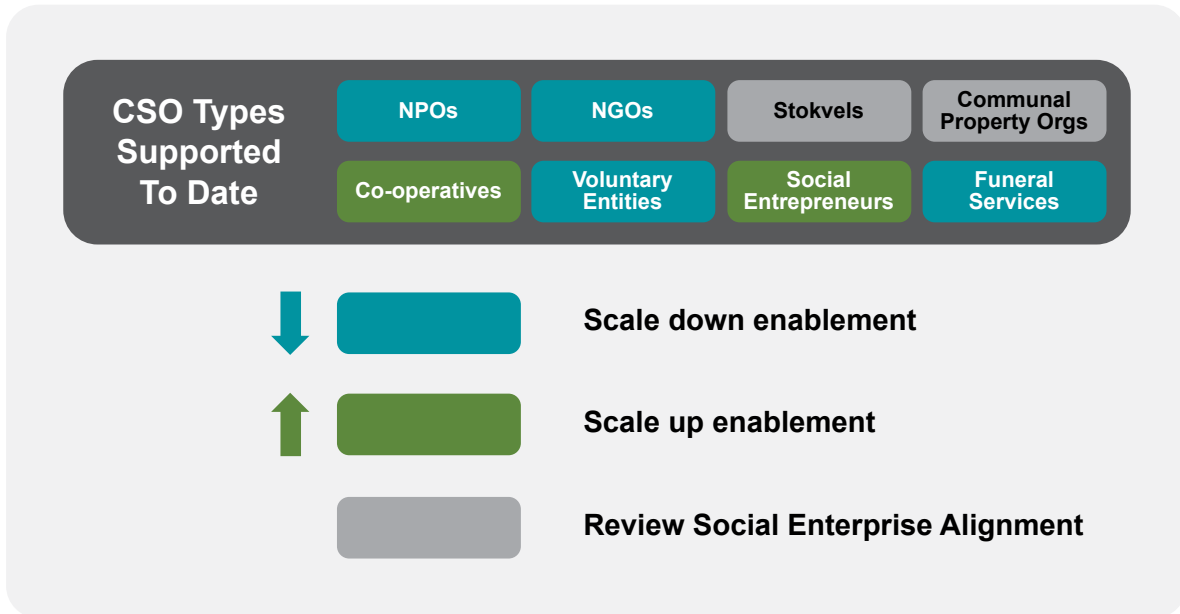 CSO Types
Supported
To Date
NPOs
NGOs
Stokvels
Communal
Property Orgs
Co-operatives
Voluntary
Entities
Social
Entrepreneurs
Funeral
Services
Scale down enablement
Scale up enablement
Review Social Enterprise Alignment